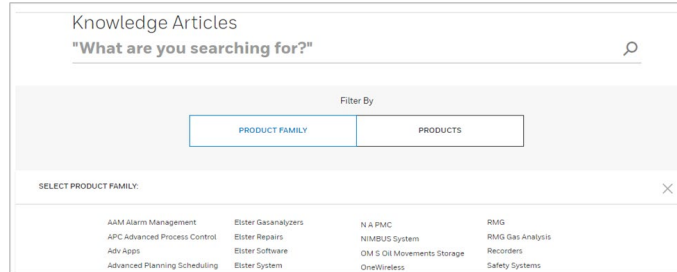 Knowledge Articles
"What are you searching for?"
Filter By
PRODUCT FAMILY
PRODUCTS
SELECT PRODUCT FAMILY:
AAM Alarm Management
APC Advanced Process Control
Adv Apps
Advanced Planning Scheduling
Elster Gasanalyzers
Elster Repairs
Elster Software
Elster System
N A PMC
NIMBUS System
OM S Oil Movements Storage
OneWireless
RMG
RMG Gas Analysis
Recorders
Safety Systems